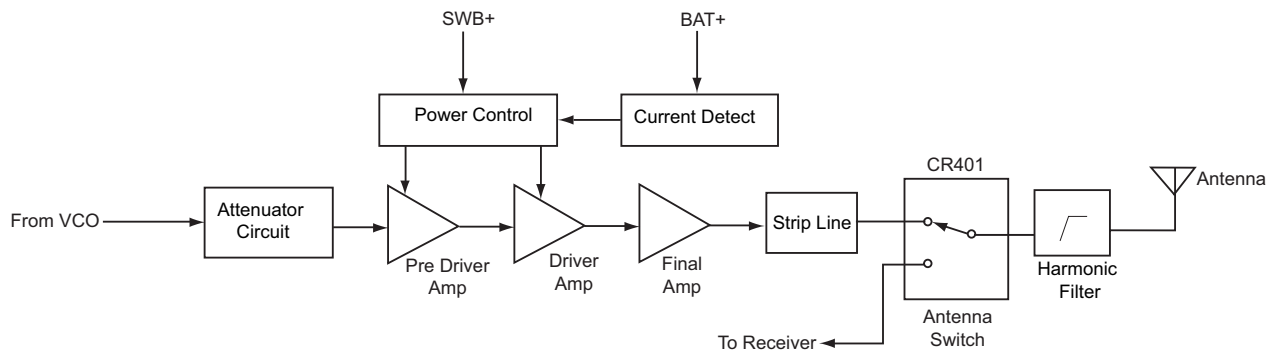 SWB+
BAT+
Power Control
Current Detect
CR401
Antenna
From VCO
Attenuator
Circuit
Strip Line
Pre Driver
Amp
Driver
Amp
Final
Amp
Harmonic
Filter
Antenna
Switch
To Receiver